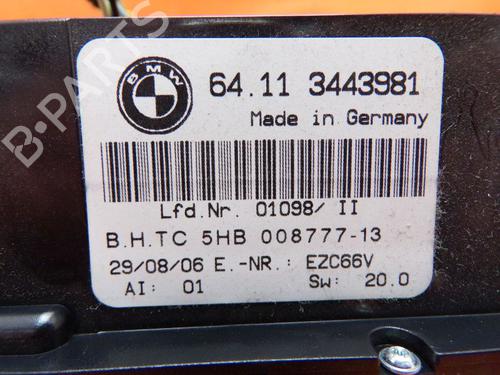 BMW
64.11 3443981
Made in Germany
Lfd.Nr. 01098/ II
B.H.TC 5HB 008777-13
29/08/06 E.-NR.: EZC66V
AI: 01 SW: 20.0
B-PARTS